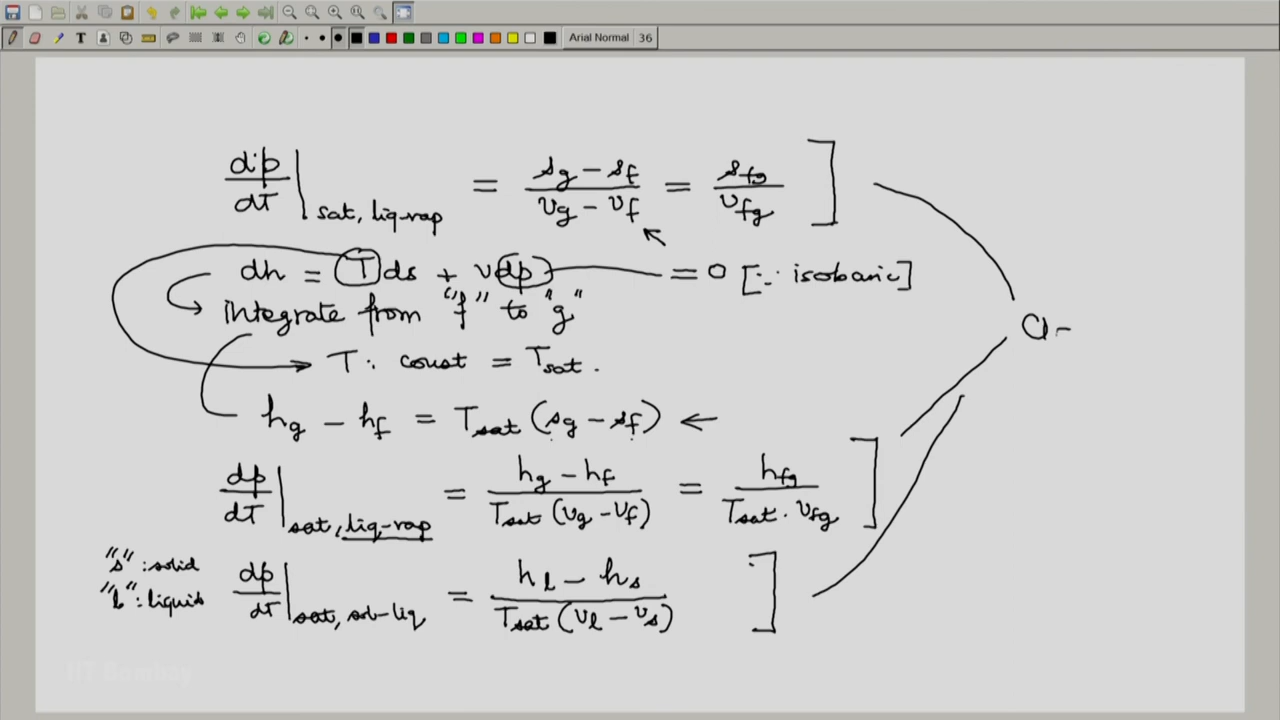 Arial Normal 36
dp/dT |sat, liq-vap = (sg − sf)/(vg − vf) = sfg/vfg ]
dh = T ds + v dp = 0 [∵ isobaric]
integrate from "f" to "g"
T: const = Tsat.
Cl
hg − hf = Tsat (sg − sf) ←
dp/dT |sat, liq-vap = (hg − hf)/(Tsat (vg − vf)) = hfg/(Tsat · vfg) ]
"s" : solid
"l" : liquid
dp/dT |sat, sol-liq = (hl − hs)/(Tsat (vl − vs)) ]
IIT Bombay